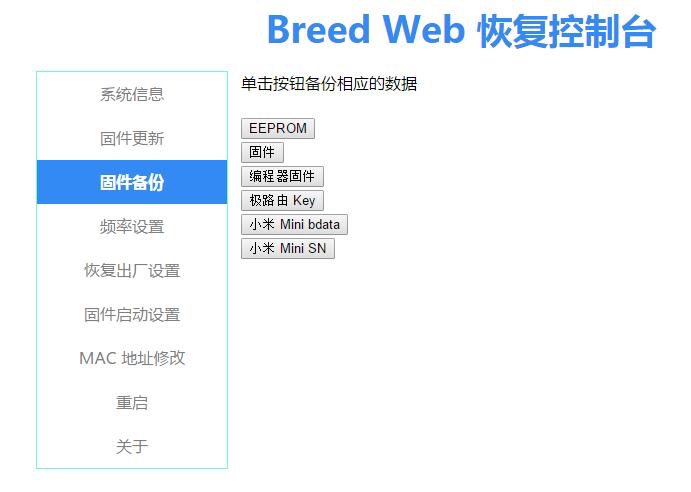 Breed Web 恢复控制台
系统信息
固件更新
固件备份
频率设置
恢复出厂设置
固件启动设置
MAC 地址修改
重启
关于
单击按钮备份相应的数据
EEPROM
固件
编程器固件
极路由 Key
小米 Mini bdata
小米 Mini SN